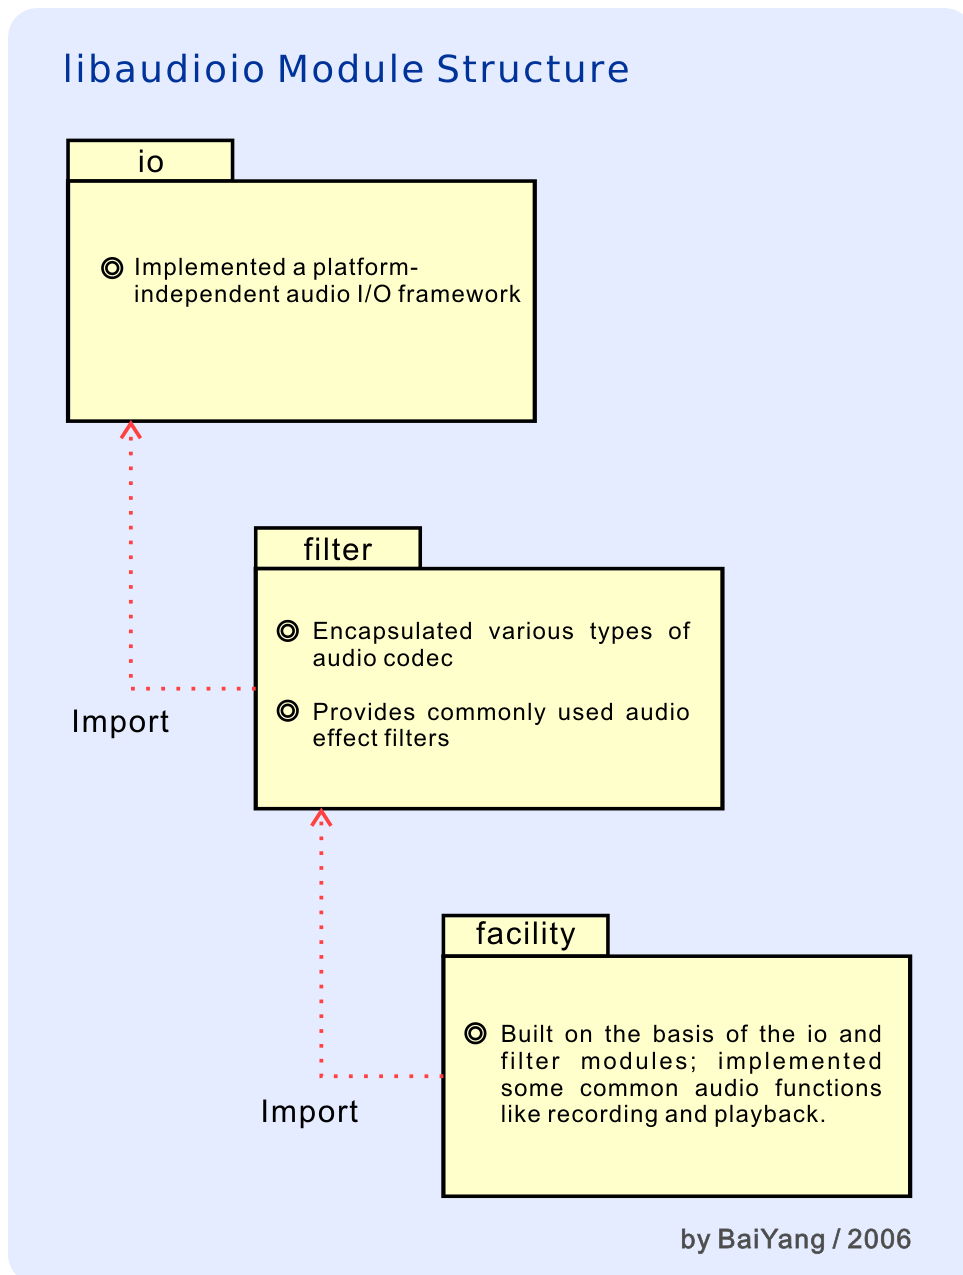 libaudioio Module Structure
io
Implemented a platform-
independent audio I/O framework
filter
Encapsulated various types of
audio codec
Provides commonly used audio
effect filters
Import
facility
Built on the basis of the io and
filter modules; implemented
some common audio functions
like recording and playback.
Import
by BaiYang / 2006